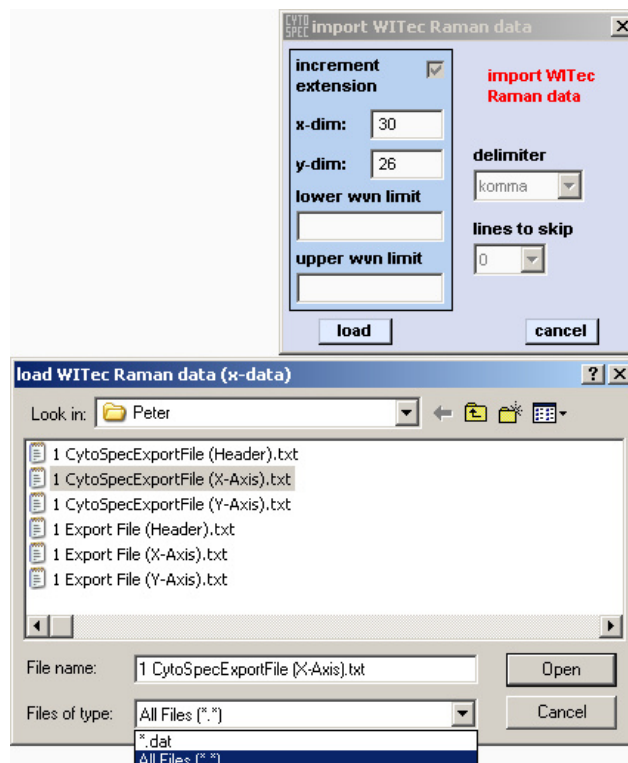 CYTO
SPEC
import WITec Raman data
increment
extension
import WITec
Raman data
x-dim:
30
y-dim:
26
delimiter
komma
lower wvn limit
lines to skip
0
upper wvn limit
load
cancel
load WITec Raman data (x-data)
Look in:
Peter
1 CytoSpecExportFile (Header).txt
1 CytoSpecExportFile (X-Axis).txt
1 CytoSpecExportFile (Y-Axis).txt
1 Export File (Header).txt
1 Export File (X-Axis).txt
1 Export File (Y-Axis).txt
File name:
1 CytoSpecExportFile (X-Axis).txt
Open
Files of type:
All Files (*.*)
Cancel
*.dat
All Files (*.*)